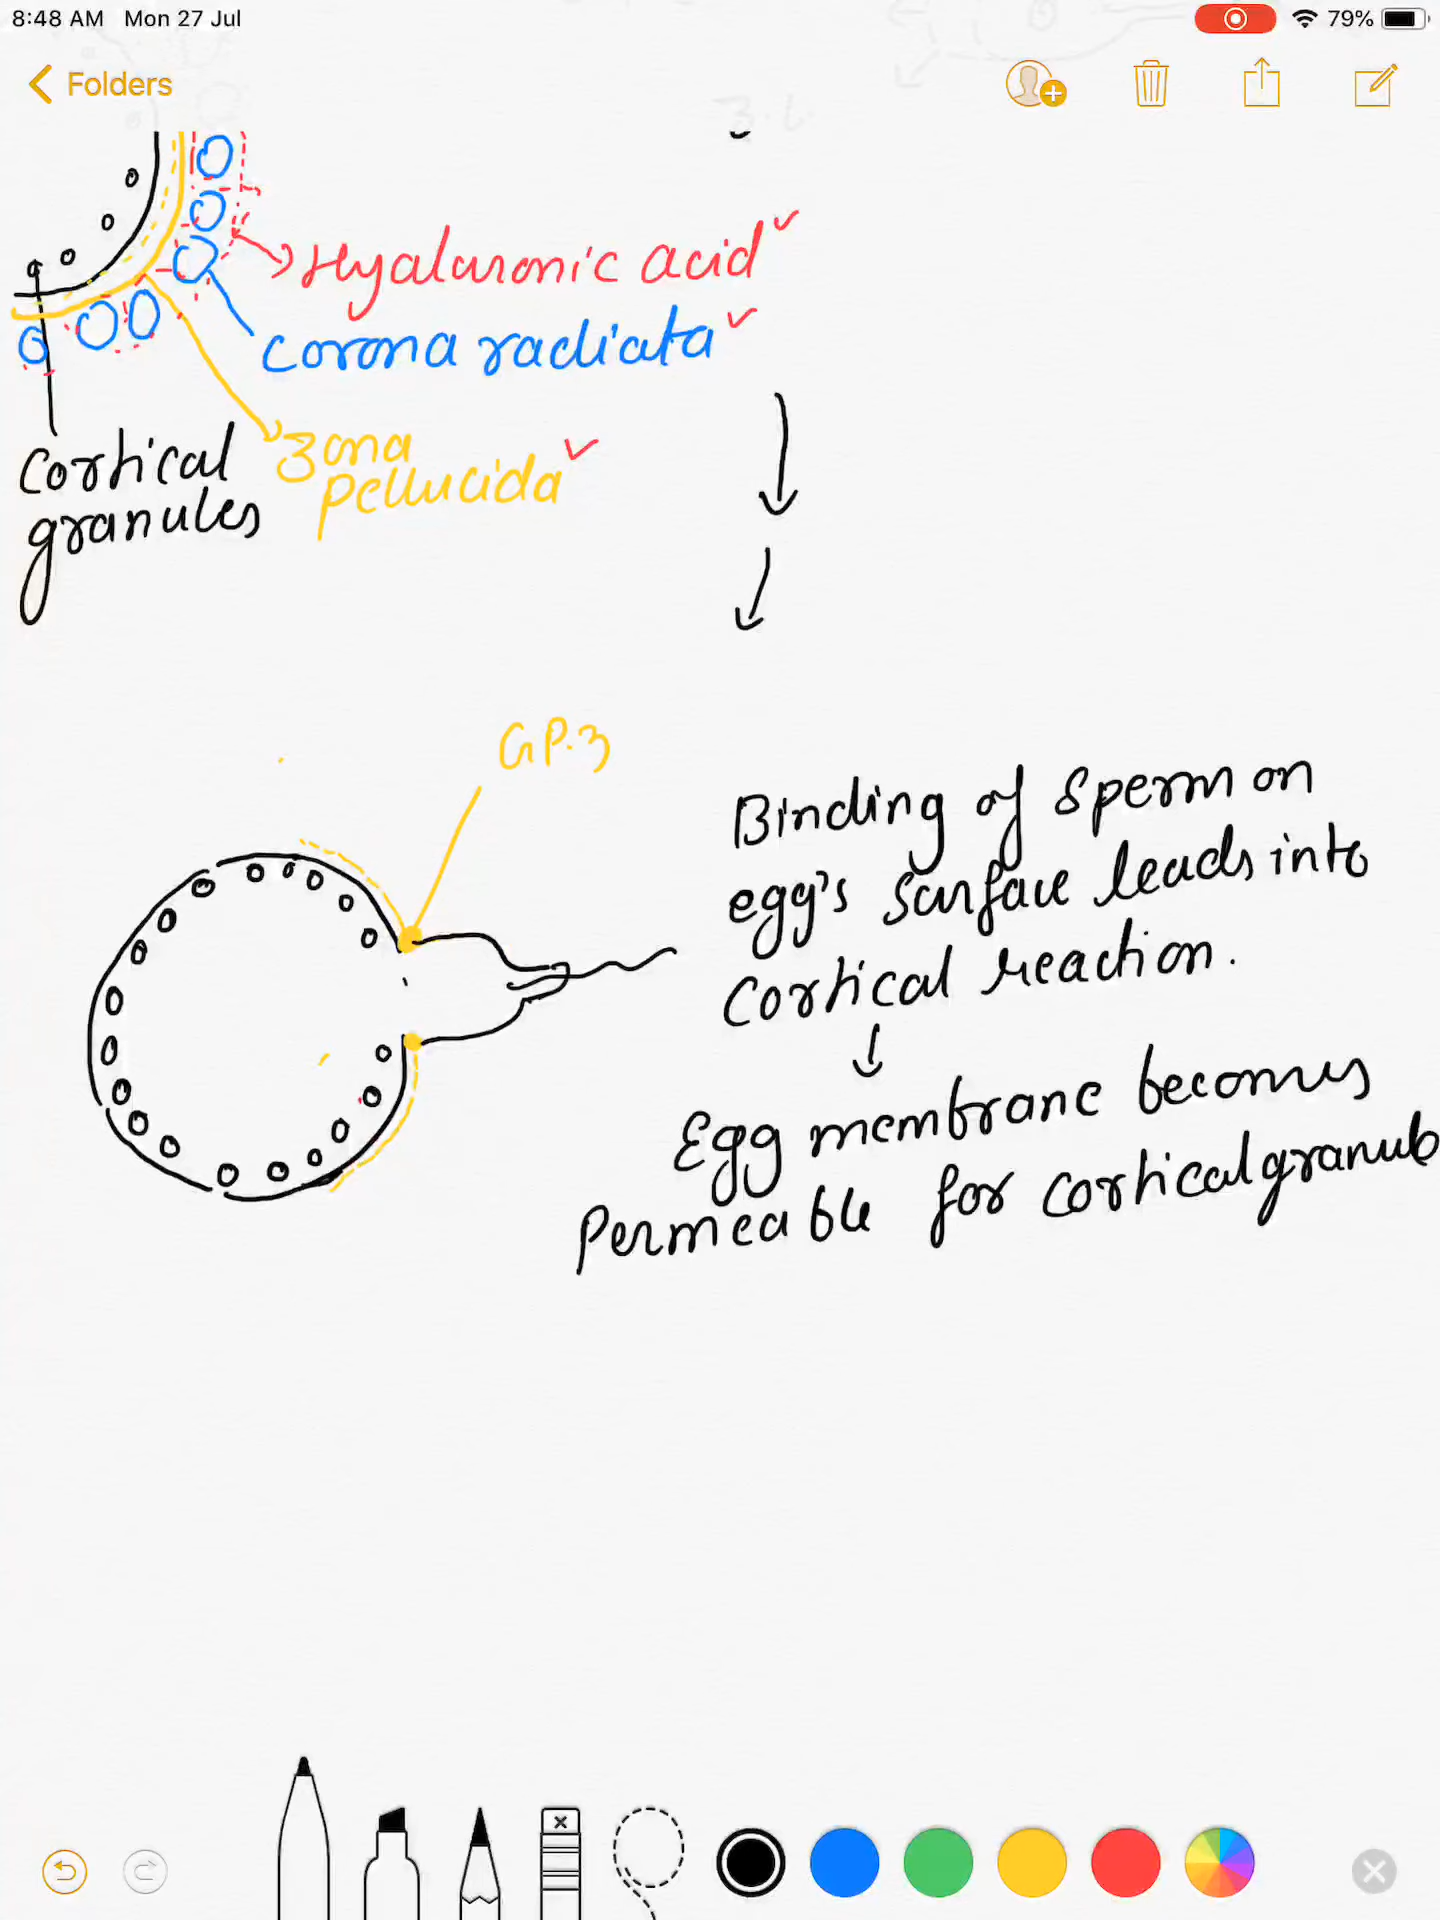 8:48 AM Mon 27 Jul
79%
Folders
Hyaluronic acid
corona radiata
Cortical
granules
Zona
pellucida
GP.3
Binding of sperm on
egg's surface leads into
Cortical reaction.
Egg membrane becomes
Permeable for cortical granule